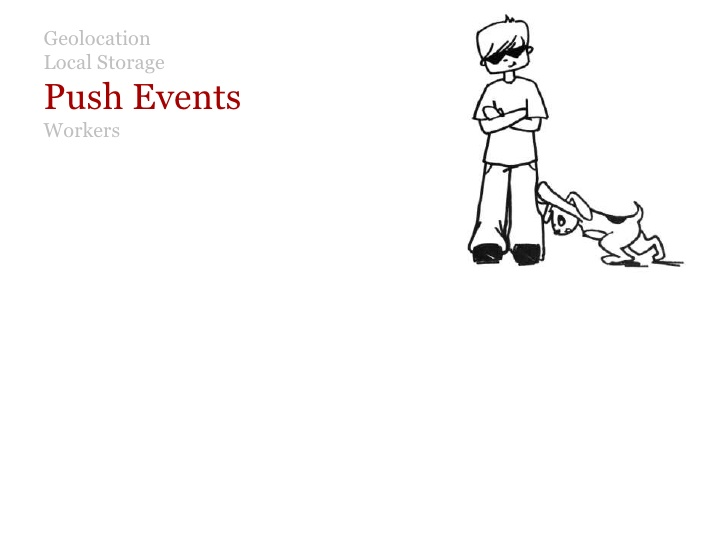 Geolocation
Local Storage
Push Events
Workers